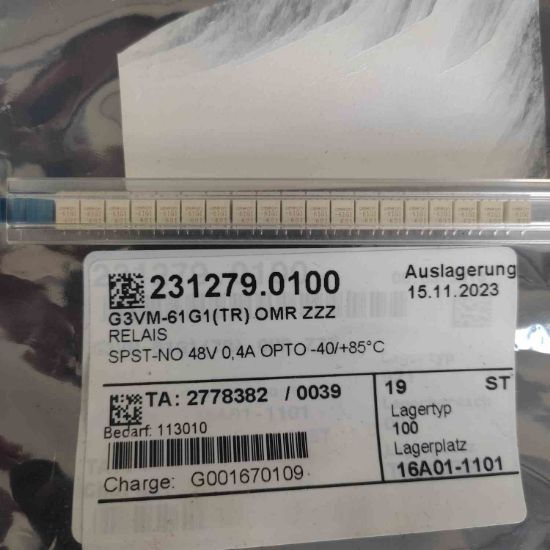 231279.0100
Auslagerung
15.11.2023
G3VM-61G1(TR) OMR ZZZ
RELAIS
SPST-NO 48V 0,4A OPTO -40/+85°C
TA: 2778382 / 0039
19 ST
Bedarf: 113010
Lagertyp
100
Lagerplatz
16A01-1101
Charge: G001670109